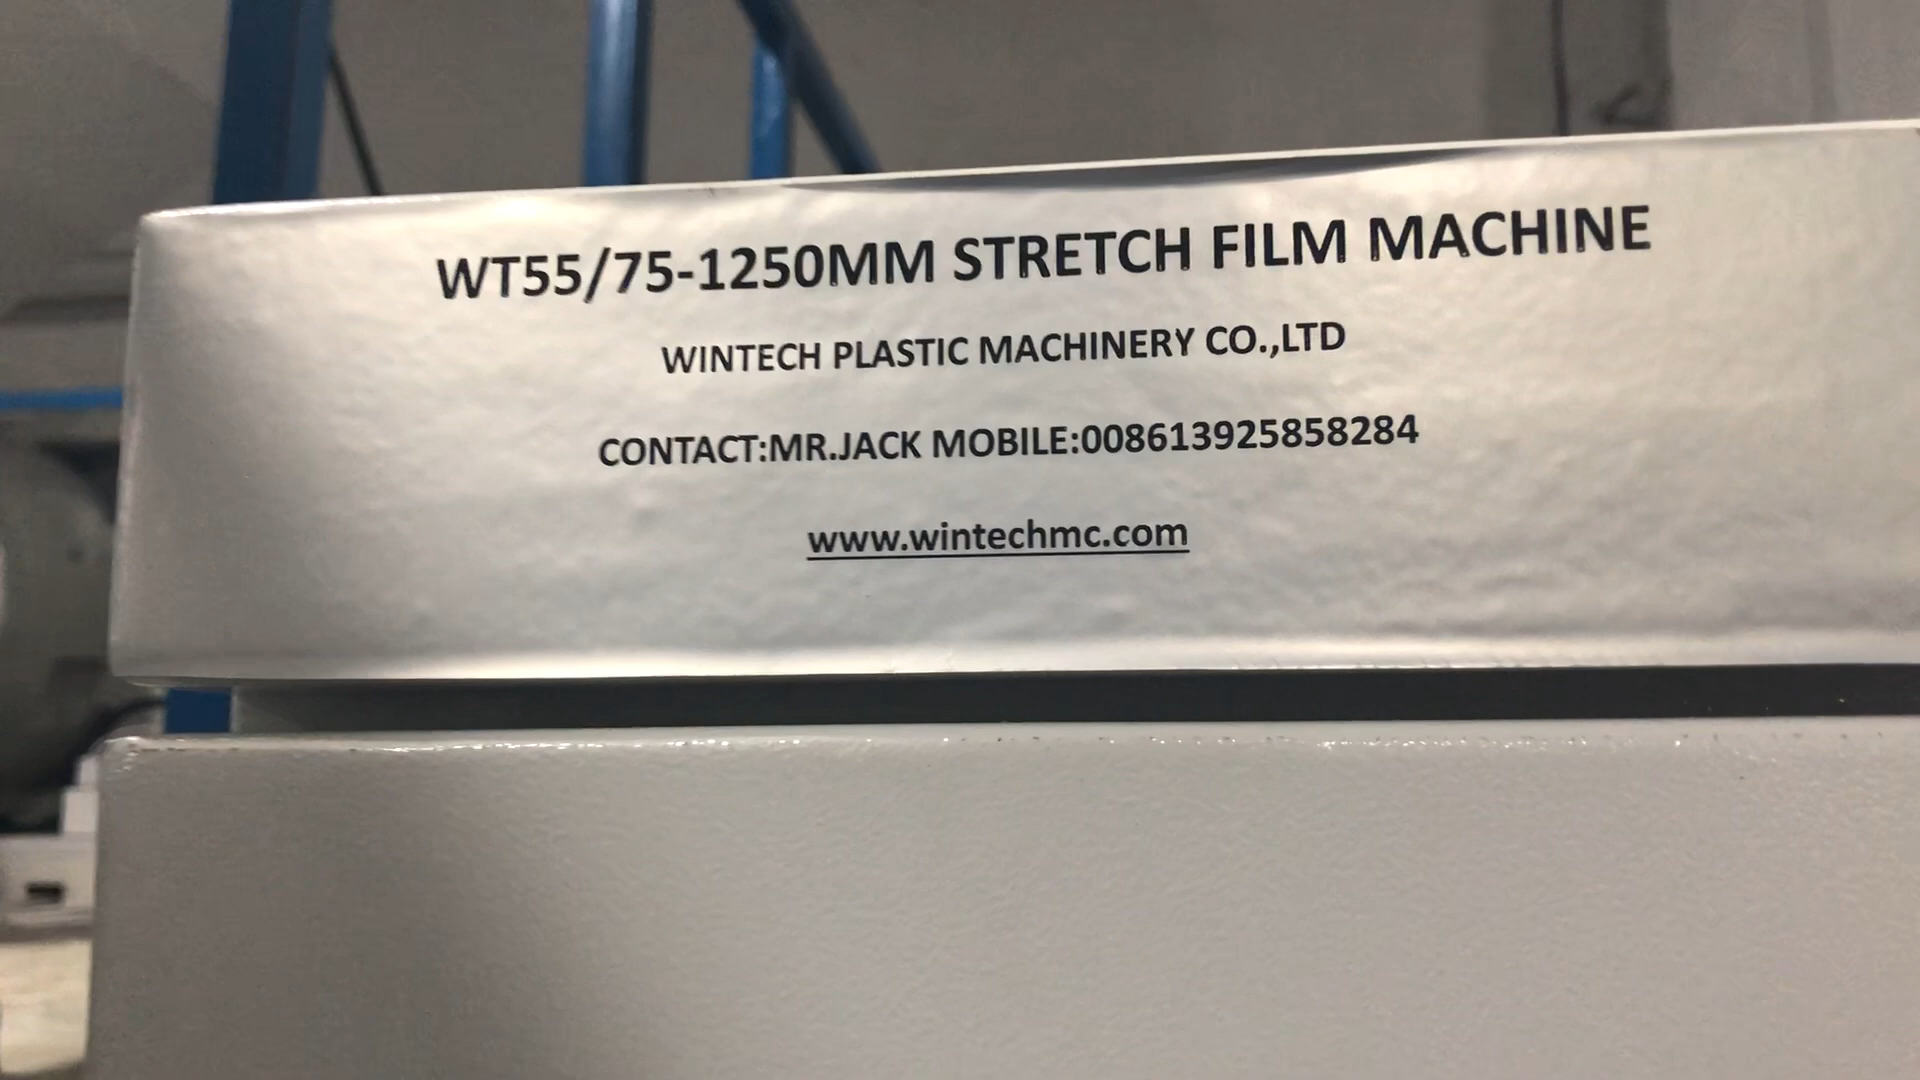 WT55/75-1250MM STRETCH FILM MACHINE
WINTECH PLASTIC MACHINERY CO.,LTD
CONTACT:MR.JACK MOBILE:008613925858284
www.wintechmc.com